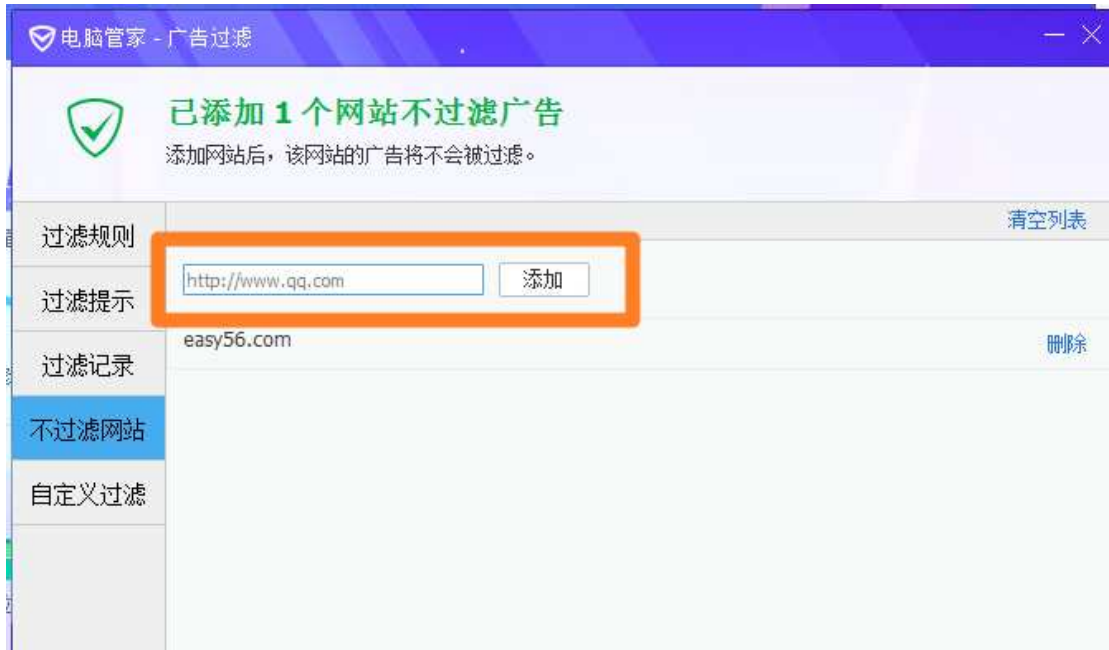 电脑管家 - 广告过滤
已添加 1 个网站不过滤广告
添加网站后，该网站的广告将不会被过滤。
清空列表
过滤规则
http://www.qq.com 添加
过滤提示
easy56.com 删除
过滤记录
不过滤网站
自定义过滤